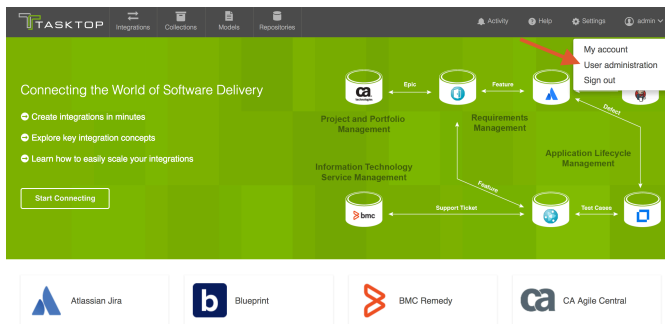 TASKTOP
Integrations
Collections
Models
Repositories
Activity
Help
Settings
admin
My account
User administration
Sign out
Connecting the World of Software Delivery
Create integrations in minutes
Explore key integration concepts
Learn how to easily scale your integrations
Start Connecting
ca
technologies
Epic
Feature
Defect
Project and Portfolio
Management
Requirements
Management
Application Lifecycle
Management
Information Technology
Service Management
Feature
bmc
Support Ticket
Test Cases
Atlassian Jira
b
Blueprint
BMC Remedy
ca
CA Agile Central